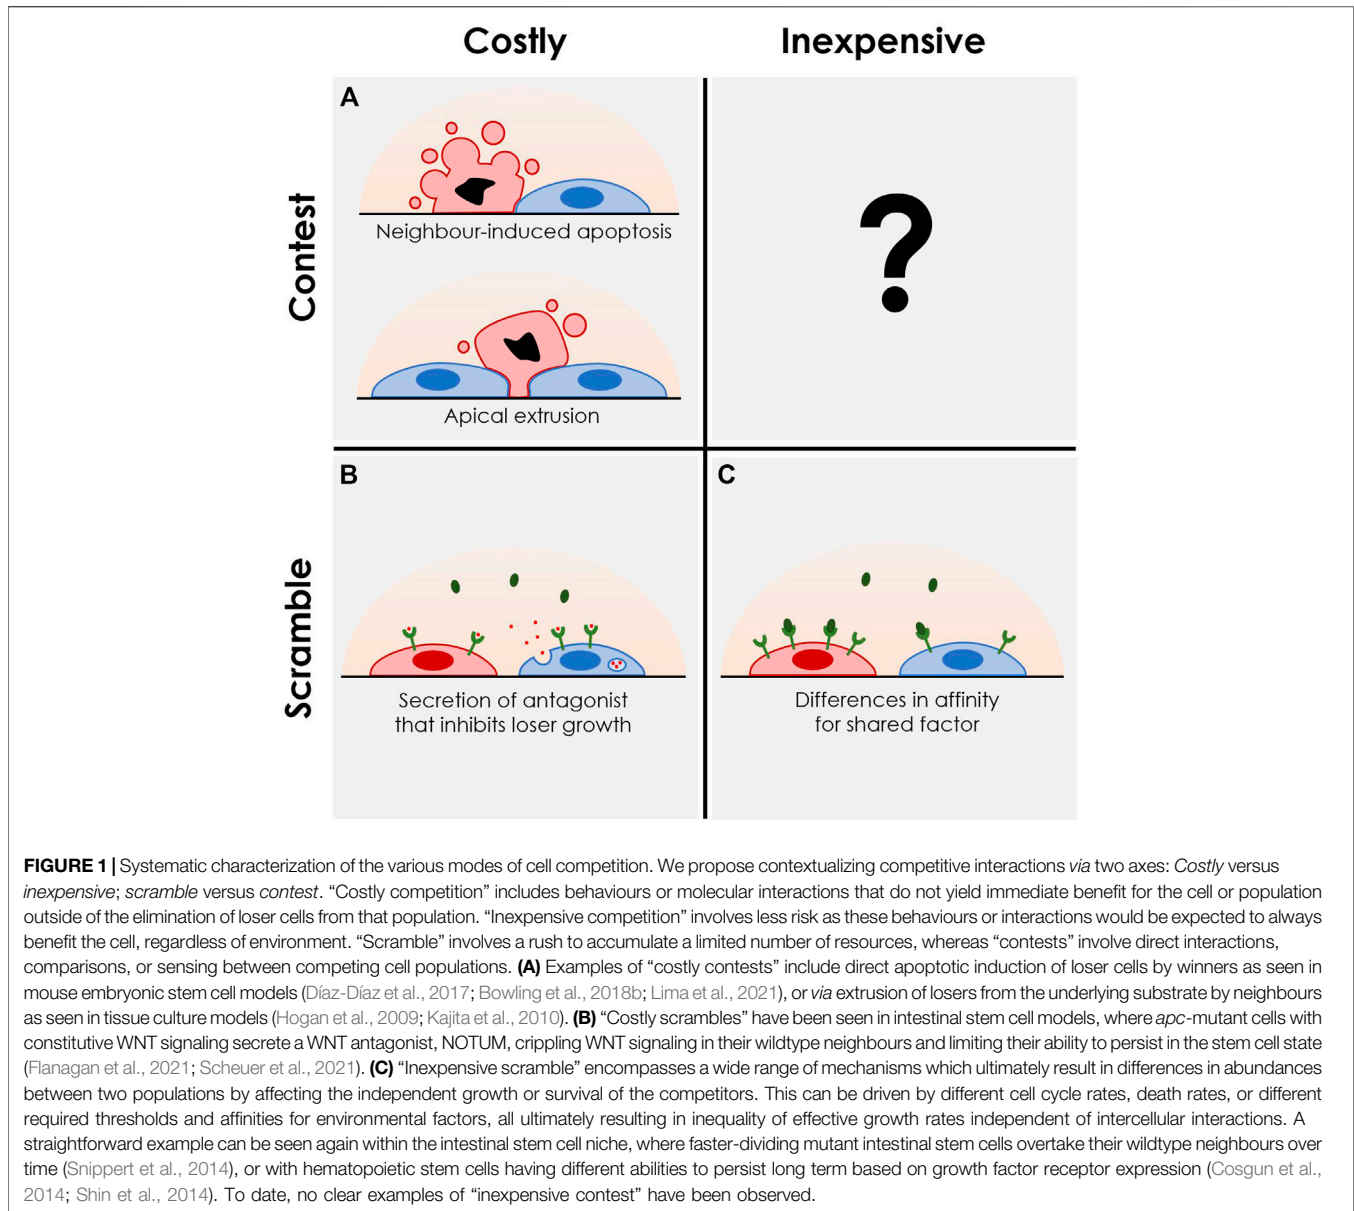 Costly
Inexpensive
Contest
A
Neighbour-induced apoptosis
Apical extrusion
?
Scramble
B
Secretion of antagonist
that inhibits loser growth
C
Differences in affinity
for shared factor
FIGURE 1 | Systematic characterization of the various modes of cell competition. We propose contextualizing competitive interactions via two axes: Costly versus
inexpensive; scramble versus contest. “Costly competition” includes behaviours or molecular interactions that do not yield immediate benefit for the cell or population
outside of the elimination of loser cells from that population. “Inexpensive competition” involves less risk as these behaviours or interactions would be expected to always
benefit the cell, regardless of environment. “Scramble” involves a rush to accumulate a limited number of resources, whereas “contests” involve direct interactions,
comparisons, or sensing between competing cell populations. (A) Examples of “costly contests” include direct apoptotic induction of loser cells by winners as seen in
mouse embryonic stem cell models (Díaz-Díaz et al., 2017; Bowling et al., 2018b; Lima et al., 2021), or via extrusion of losers from the underlying substrate by neighbours
as seen in tissue culture models (Hogan et al., 2009; Kajita et al., 2010). (B) “Costly scrambles” have been seen in intestinal stem cell models, where apc-mutant cells with
constitutive WNT signaling secrete a WNT antagonist, NOTUM, crippling WNT signaling in their wildtype neighbours and limiting their ability to persist in the stem cell state
(Flanagan et al., 2021; Scheuer et al., 2021). (C) “Inexpensive scramble” encompasses a wide range of mechanisms which ultimately result in differences in abundances
between two populations by affecting the independent growth or survival of the competitors. This can be driven by different cell cycle rates, death rates, or different
required thresholds and affinities for environmental factors, all ultimately resulting in inequality of effective growth rates independent of intercellular interactions. A
straightforward example can be seen again within the intestinal stem cell niche, where faster-dividing mutant intestinal stem cells overtake their wildtype neighbours over
time (Snippert et al., 2014), or with hematopoietic stem cells having different abilities to persist long term based on growth factor receptor expression (Cosgun et al.,
2014; Shin et al., 2014). To date, no clear examples of “inexpensive contest” have been observed.